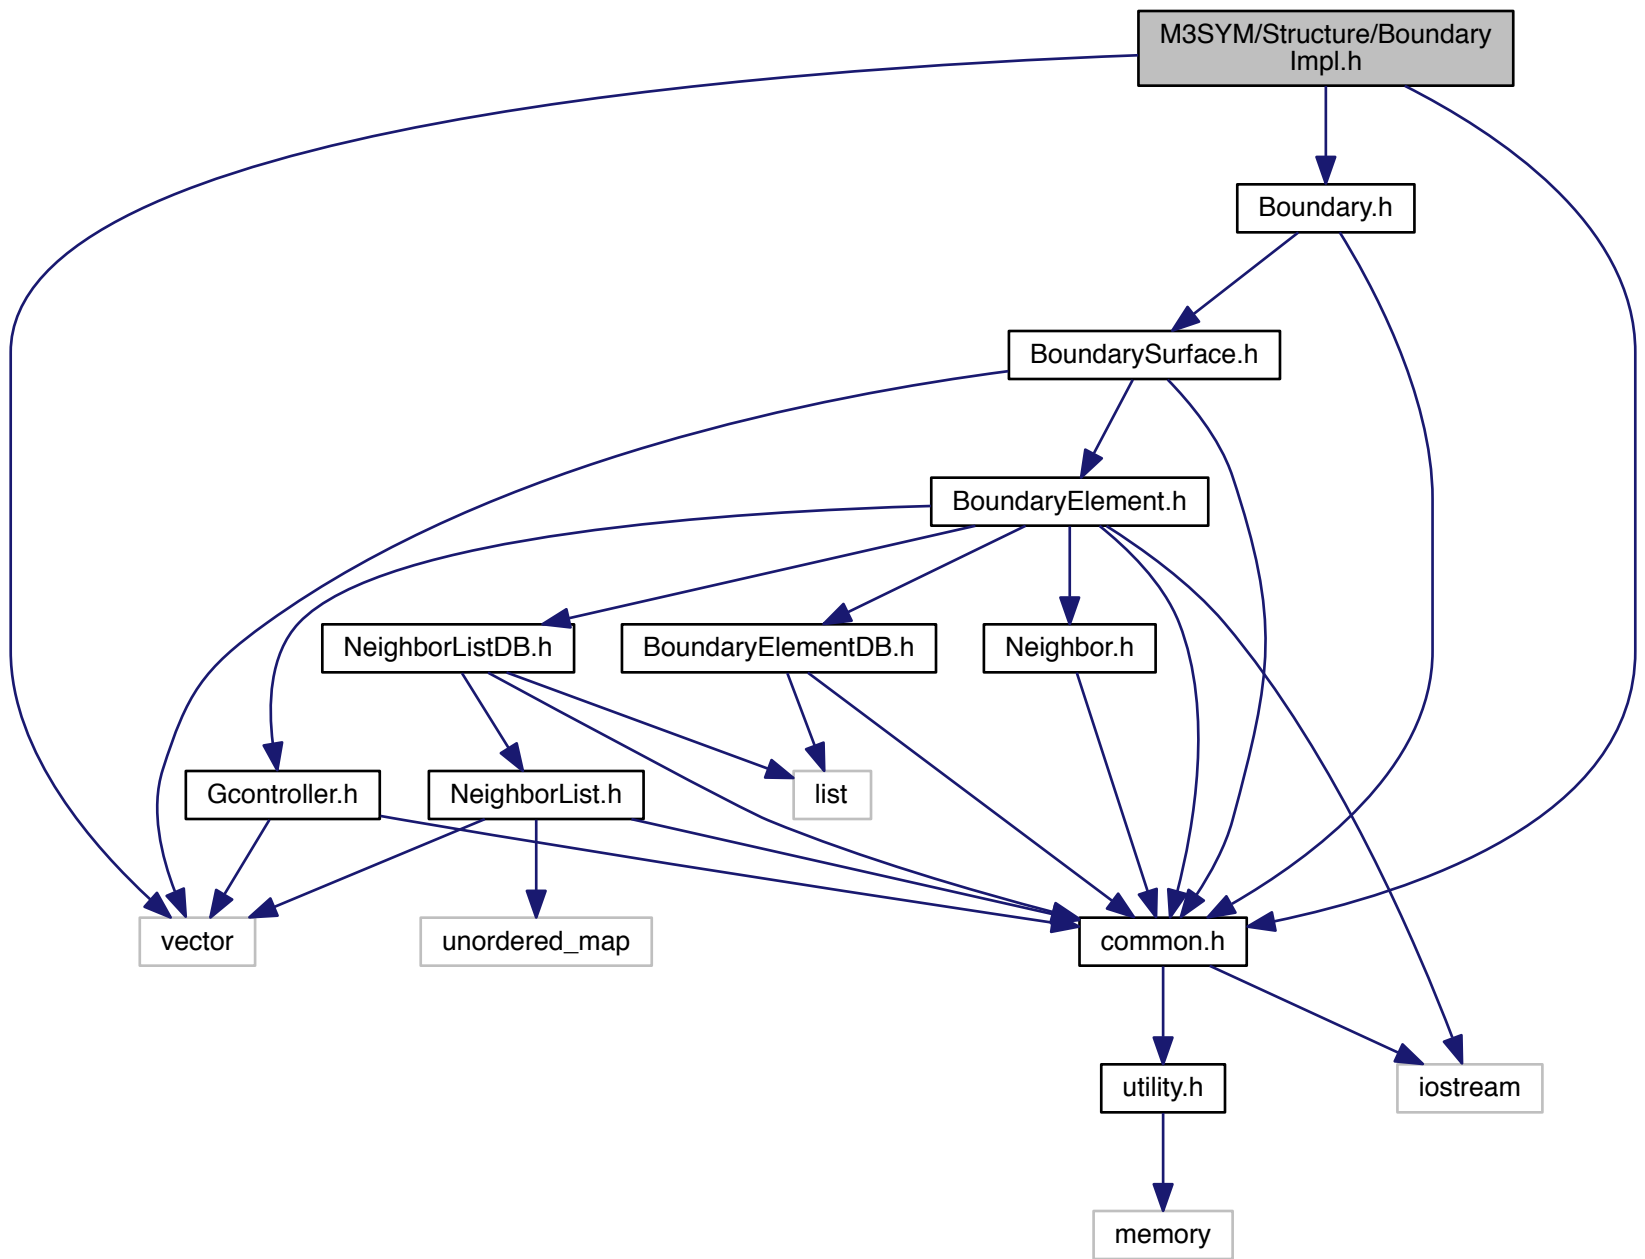 M3SYM/Structure/Boundary
Impl.h
Boundary.h
BoundarySurface.h
BoundaryElement.h
NeighborListDB.h
BoundaryElementDB.h
Neighbor.h
Gcontroller.h
NeighborList.h
list
vector
unordered_map
common.h
utility.h
iostream
memory